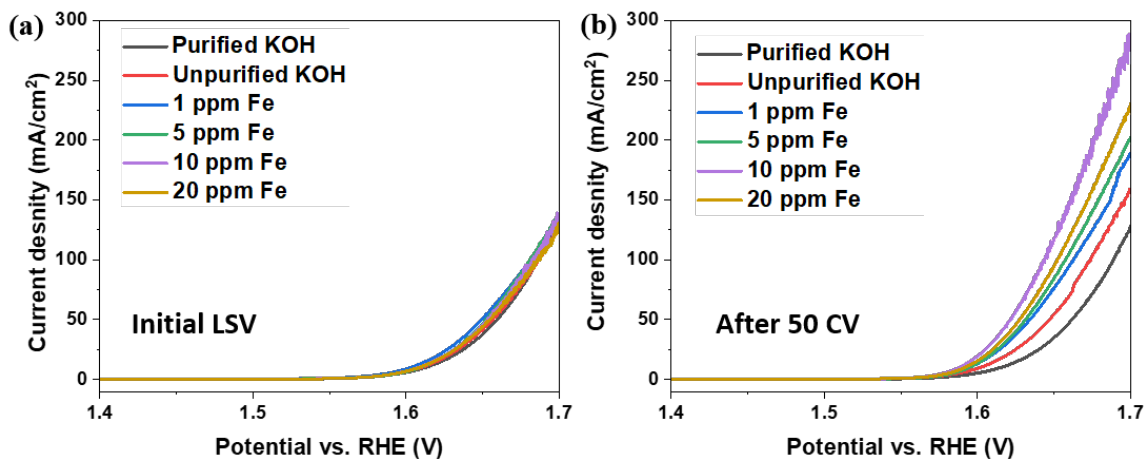 (a)
300
250
200
150
100
50
0
Current desnity (mA/cm²)
Purified KOH
Unpurified KOH
1 ppm Fe
5 ppm Fe
10 ppm Fe
20 ppm Fe
Initial LSV
1.4
1.5
1.6
1.7
Potential vs. RHE (V)
(b)
300
250
200
150
100
50
0
Current desnity (mA/cm²)
Purified KOH
Unpurified KOH
1 ppm Fe
5 ppm Fe
10 ppm Fe
20 ppm Fe
After 50 CV
1.4
1.5
1.6
1.7
Potential vs. RHE (V)